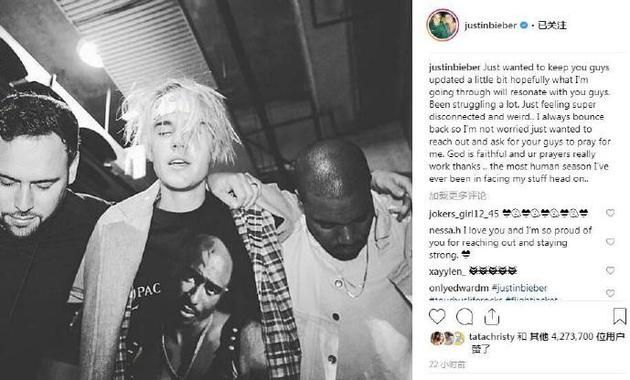 PAC
justinbieber • 已关注
justinbieber Just wanted to keep you guys
updated a little bit hopefully what I'm
going through will resonate with you guys.
Been struggling a lot. Just feeling super
disconnected and weird.. I always bounce
back so I'm not worried just wanted to
reach out and ask for your guys to pray for
me. God is faithful and ur prayers really
work thanks .. the most human season I've
ever been in facing my stuff head on..
加载更多评论
jokers_girl12_45
nessa.h I love you and I'm so proud of
you for reaching out and staying
strong.
xayylen_
onlyedwardm #justinbieber
tatachristy 和 其他 4,273,700 位用户
赞了
22 小时前